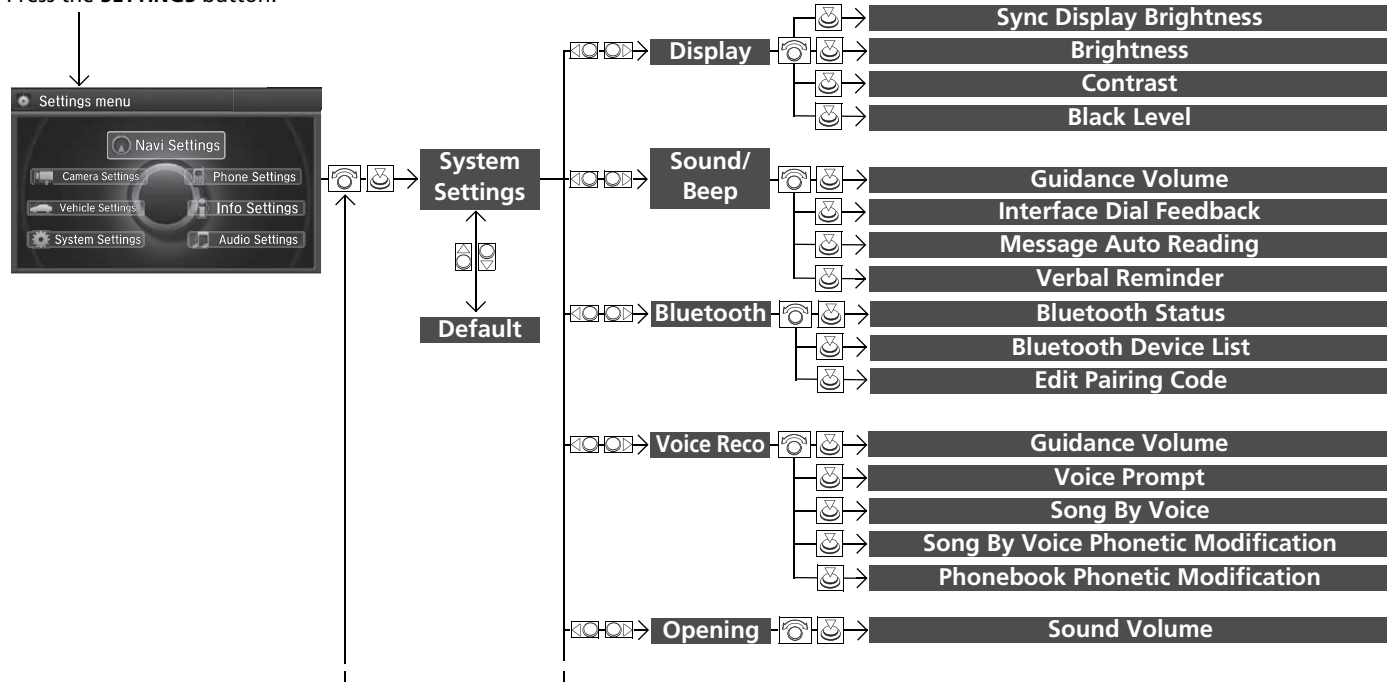 Press the SETTINGS button.
Settings menu
Navi Settings
Camera Settings
Phone Settings
Vehicle Settings
Info Settings
System Settings
Audio Settings
System
Settings
Default
Display
Sync Display Brightness
Brightness
Contrast
Black Level
Sound/
Beep
Guidance Volume
Interface Dial Feedback
Message Auto Reading
Verbal Reminder
Bluetooth
Bluetooth Status
Bluetooth Device List
Edit Pairing Code
Voice Reco
Guidance Volume
Voice Prompt
Song By Voice
Song By Voice Phonetic Modification
Phonebook Phonetic Modification
Opening
Sound Volume